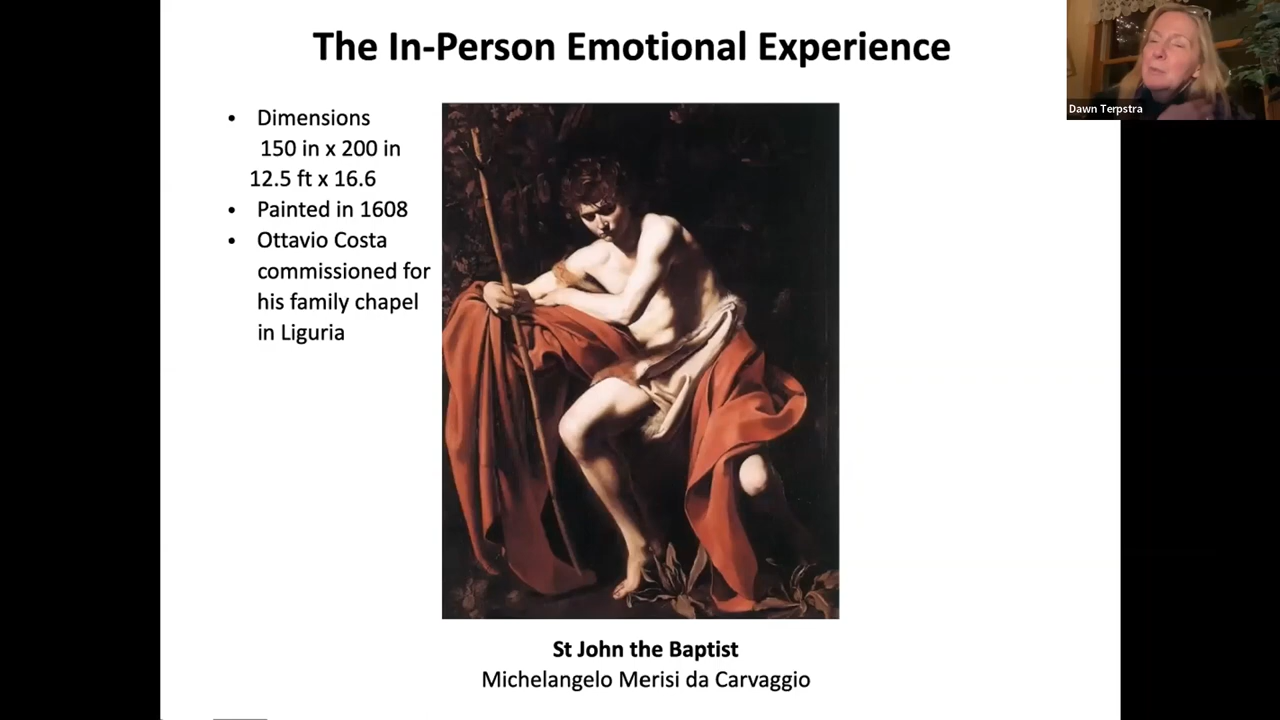 The In-Person Emotional Experience
Dawn Terpstra
• Dimensions
150 in x 200 in
12.5 ft x 16.6
• Painted in 1608
• Ottavio Costa
commissioned for
his family chapel
in Liguria
St John the Baptist
Michelangelo Merisi da Carvaggio